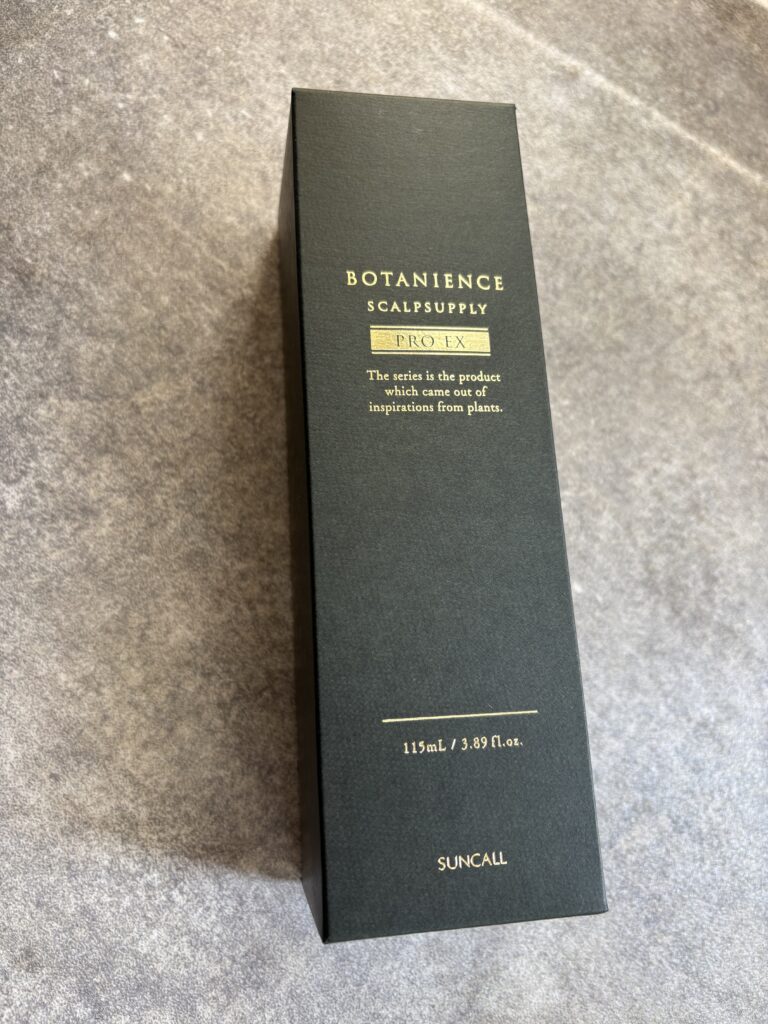 BOTANIENCE
SCALPSUPPLY
PRO EX
The series is the product
which came out of
inspirations from plants.
115mL / 3.89 fl.oz.
SUNCALL